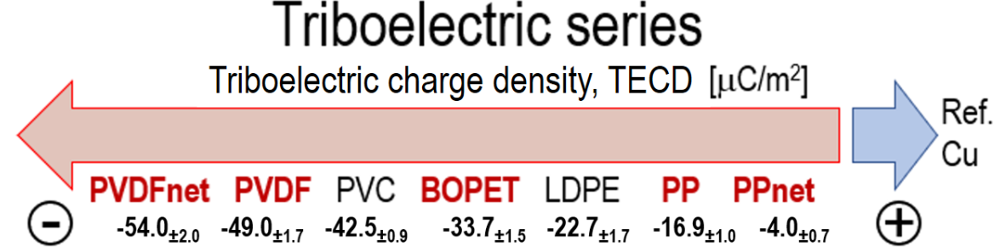 Triboelectric series
Triboelectric charge density, TECD [μC/m²]
Ref.
Cu
PVDFnet PVDF PVC BOPET LDPE PP PPnet
- -54.0±2.0 -49.0±1.7 -42.5±0.9 -33.7±1.5 -22.7±1.7 -16.9±1.0 -4.0±0.7 +